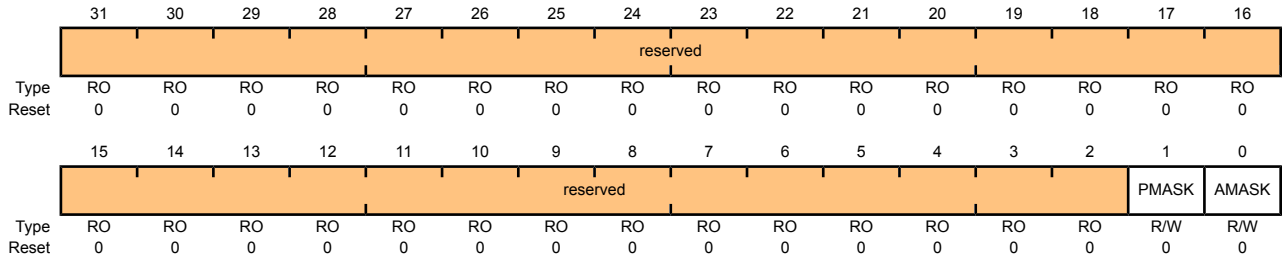 31 30 29 28 27 26 25 24 23 22 21 20 19 18 17 16
reserved
Type RO RO RO RO RO RO RO RO RO RO RO RO RO RO RO RO
Reset 0 0 0 0 0 0 0 0 0 0 0 0 0 0 0 0
15 14 13 12 11 10 9 8 7 6 5 4 3 2 1 0
reserved PMASK AMASK
Type RO RO RO RO RO RO RO RO RO RO RO RO RO RO R/W R/W
Reset 0 0 0 0 0 0 0 0 0 0 0 0 0 0 0 0